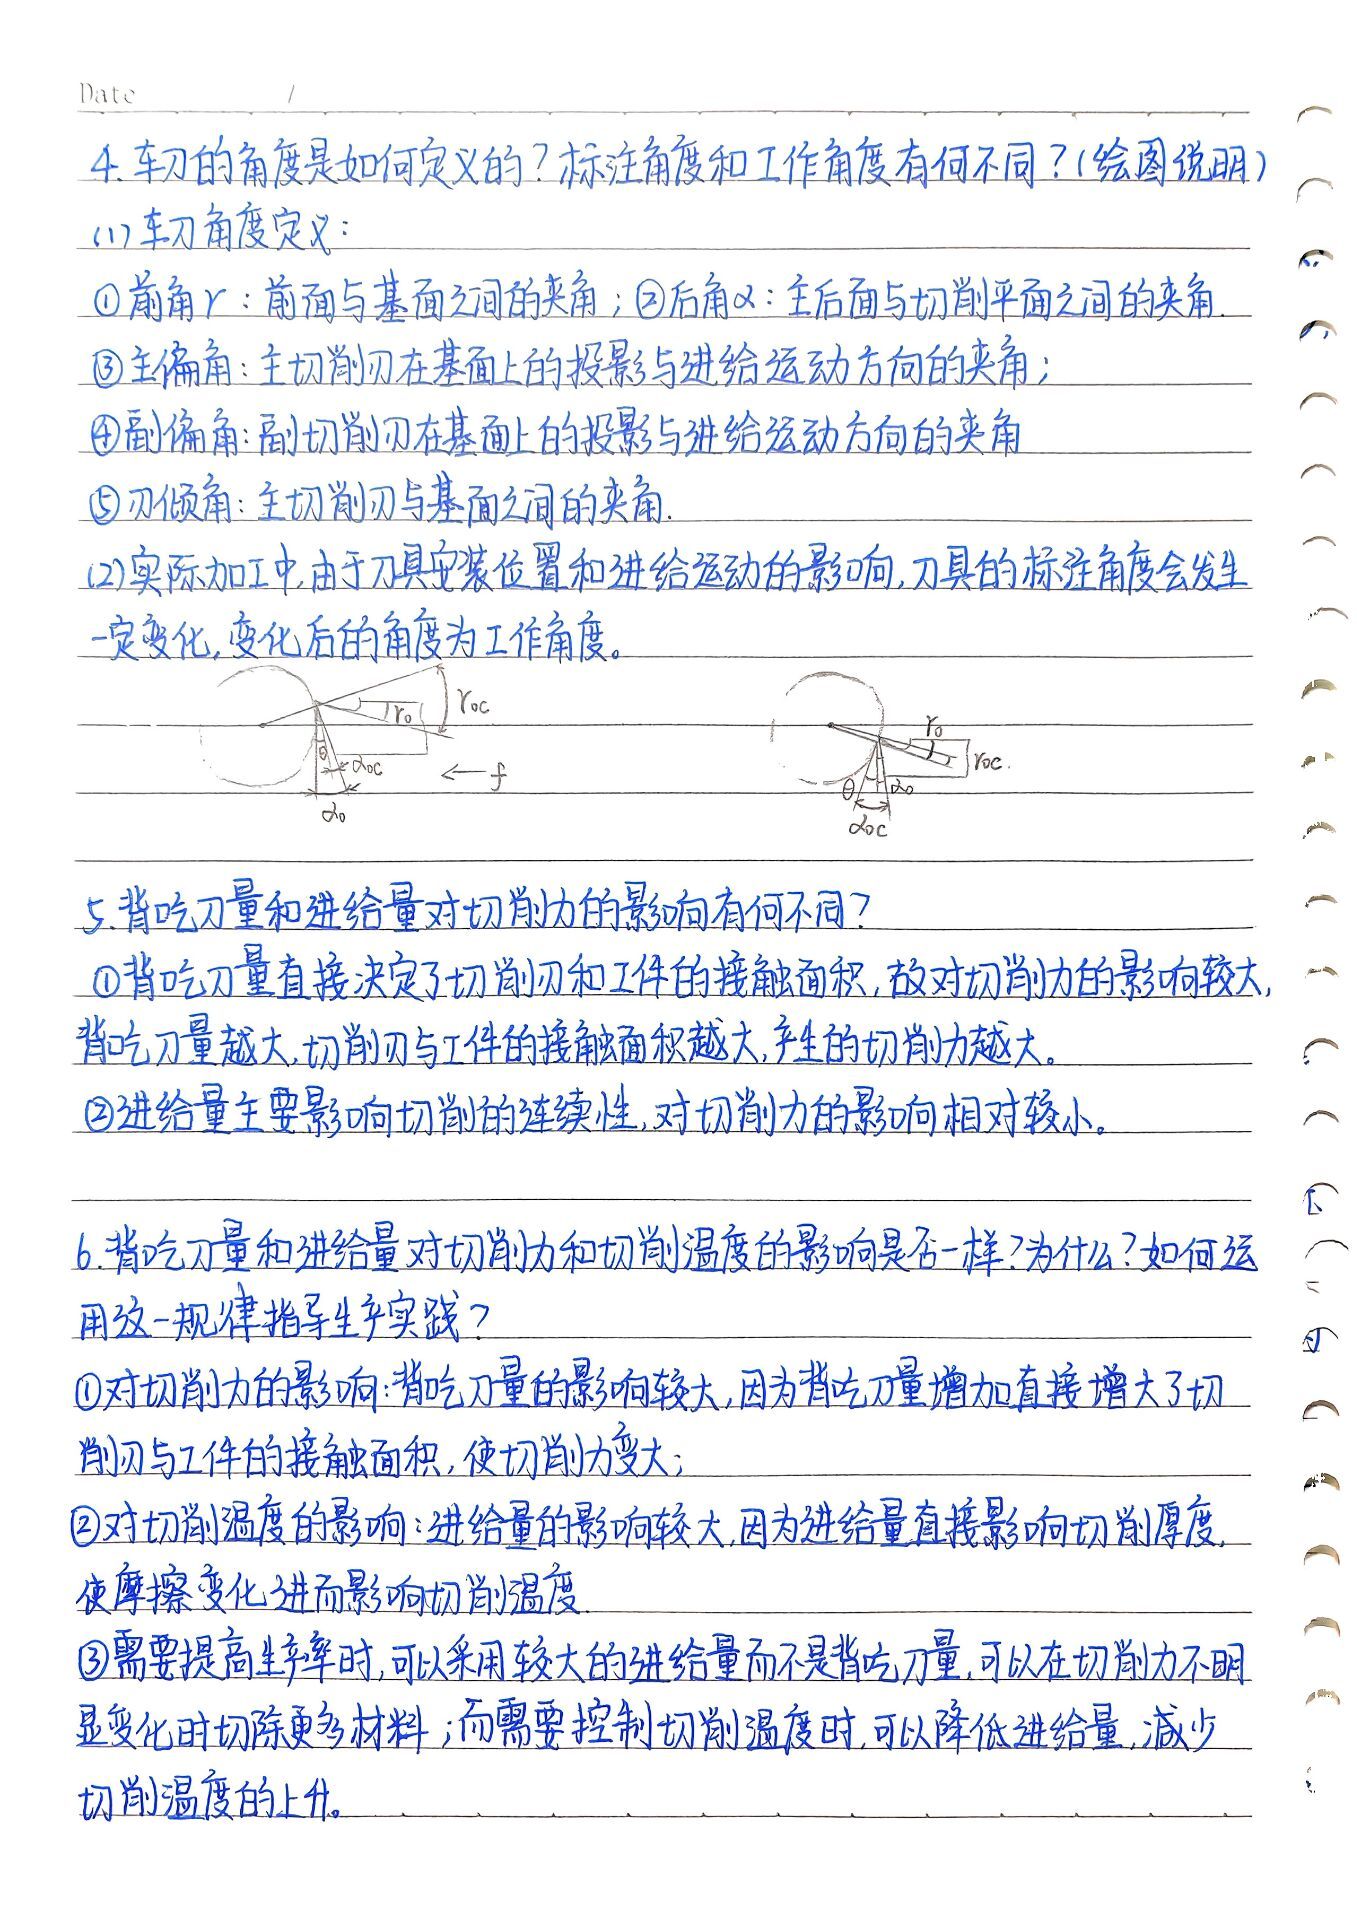 Date /
4.车刀的角度是如何定义的？标注角度和工作角度有何不同？(绘图说明)
(1)车刀角度定义：
①前角r：前面与基面之间的夹角；②后角α：主后面与切削平面之间的夹角.
③主偏角：主切削刃在基面上的投影与进给运动方向的夹角；
④副偏角：副切削刃在基面上的投影与进给运动方向的夹角
⑤刃倾角：主切削刃与基面之间的夹角.
(2)实际加工中,由于刀具安装位置和进给运动的影响,刀具的标注角度会发生
一定变化,变化后的角度为工作角度。
roc
ro
θ
αoc
← f
αo
ro
roc.
θ
αo
αoc
5.背吃刀量和进给量对切削力的影响有何不同？
①背吃刀量直接决定了切削刃和工件的接触面积,故对切削力的影响较大,
背吃刀量越大,切削刃与工件的接触面积越大,产生的切削力越大。
②进给量主要影响切削的连续性,对切削力的影响相对较小。
6.背吃刀量和进给量对切削力和切削温度的影响是否一样？为什么？如何运
用这一规律指导生产实践？
①对切削力的影响：背吃刀量的影响较大,因为背吃刀量增加直接增大了切
削刃与工件的接触面积,使切削力变大；
②对切削温度的影响：进给量的影响较大,因为进给量直接影响切削厚度,
使摩擦变化进而影响切削温度.
③需要提高生产率时,可以采用较大的进给量而不是背吃刀量,可以在切削力不明
显变化时切除更多材料；而需要控制切削温度时,可以降低进给量,减少
切削温度的上升。